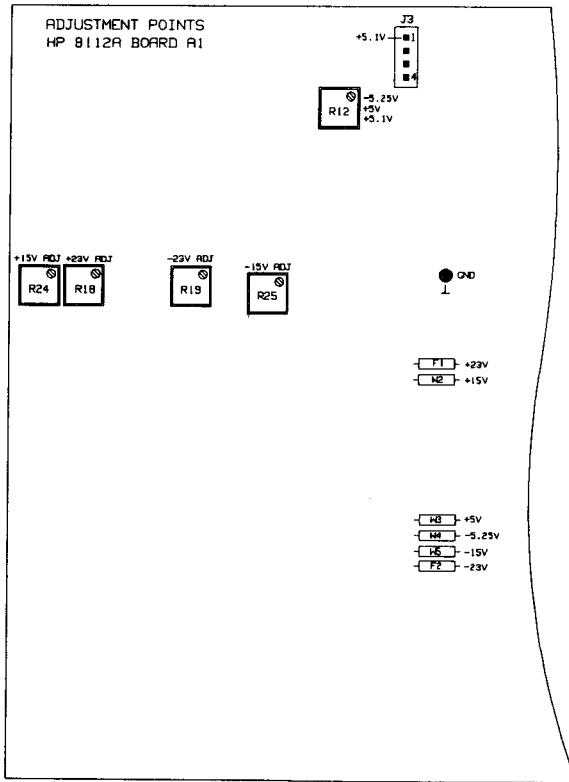 ADJUSTMENT POINTS
HP 8112A BOARD A1
J3
+5.1V 1
4
R12
-5.25V
+5V
+5.1V
+15V ADJ +23V ADJ -23V ADJ -15V ADJ
R24 R18 R19 R25
GND
F1 +23V
W2 +15V
W3 +5V
W4 -5.25V
W5 -15V
F2 -23V